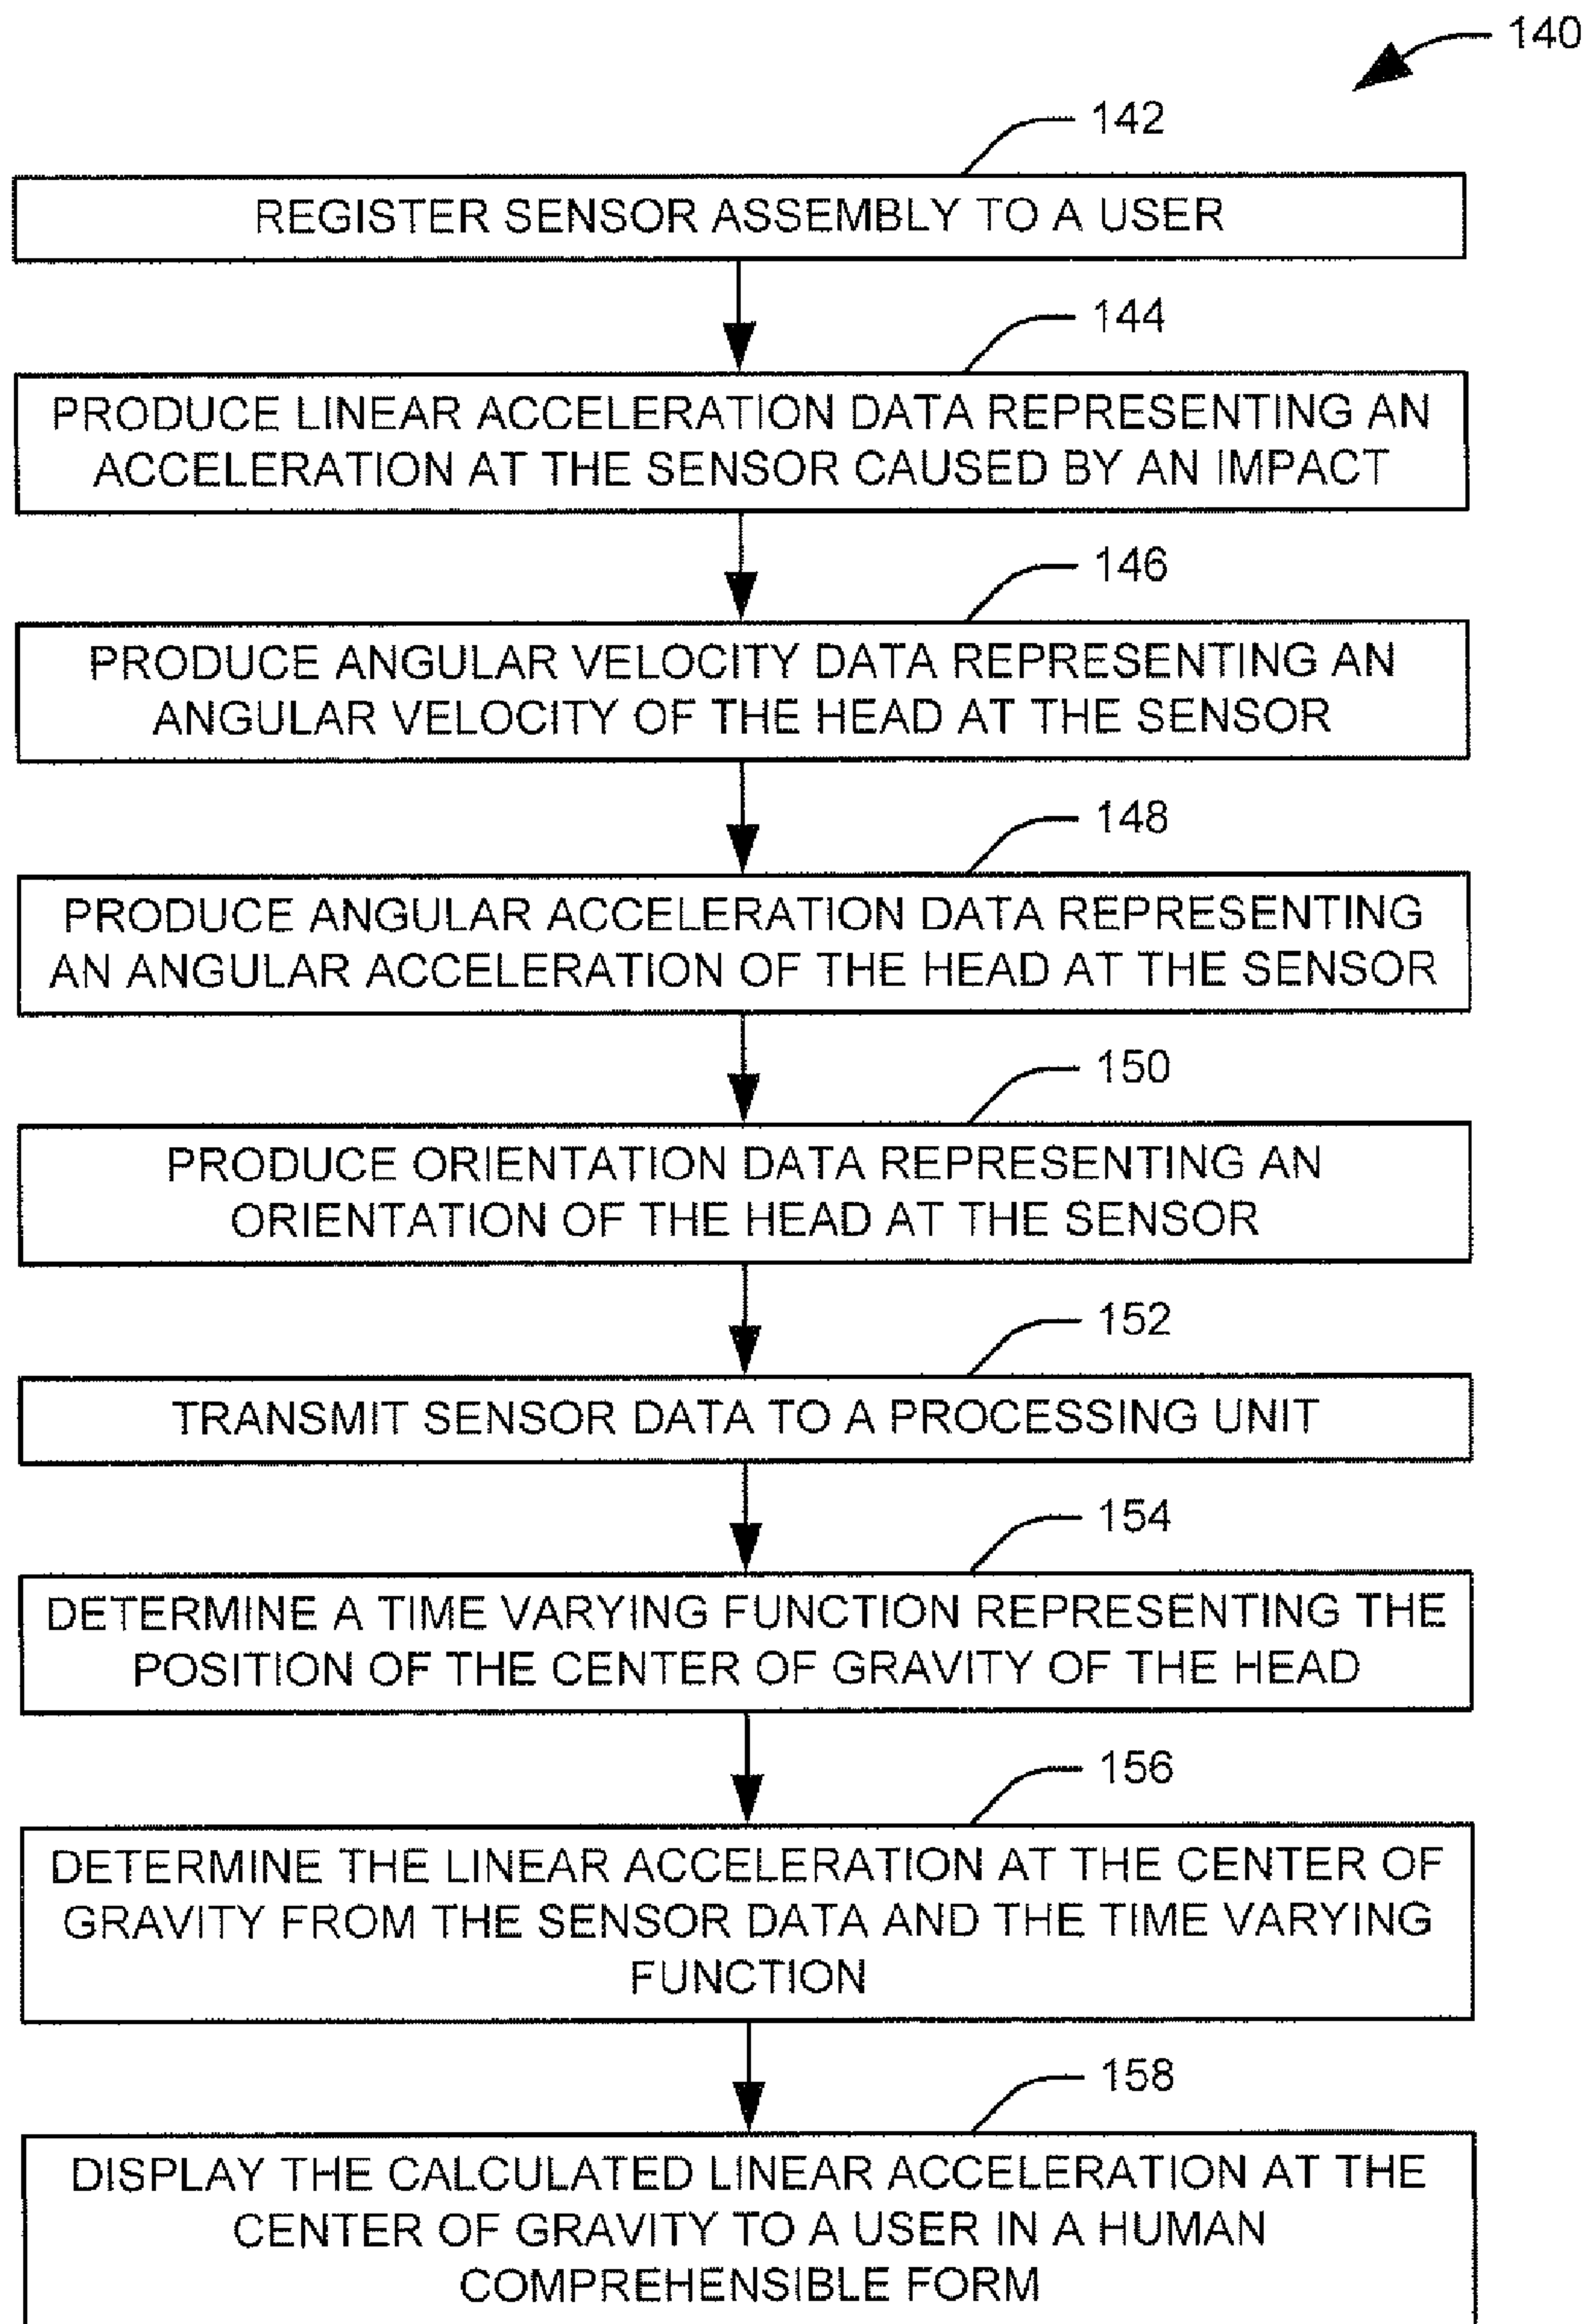 140
142
REGISTER SENSOR ASSEMBLY TO A USER
144
PRODUCE LINEAR ACCELERATION DATA REPRESENTING AN
ACCELERATION AT THE SENSOR CAUSED BY AN IMPACT
146
PRODUCE ANGULAR VELOCITY DATA REPRESENTING AN
ANGULAR VELOCITY OF THE HEAD AT THE SENSOR
148
PRODUCE ANGULAR ACCELERATION DATA REPRESENTING
AN ANGULAR ACCELERATION OF THE HEAD AT THE SENSOR
150
PRODUCE ORIENTATION DATA REPRESENTING AN
ORIENTATION OF THE HEAD AT THE SENSOR
152
TRANSMIT SENSOR DATA TO A PROCESSING UNIT
154
DETERMINE A TIME VARYING FUNCTION REPRESENTING THE
POSITION OF THE CENTER OF GRAVITY OF THE HEAD
156
DETERMINE THE LINEAR ACCELERATION AT THE CENTER OF
GRAVITY FROM THE SENSOR DATA AND THE TIME VARYING
FUNCTION
158
DISPLAY THE CALCULATED LINEAR ACCELERATION AT THE
CENTER OF GRAVITY TO A USER IN A HUMAN
COMPREHENSIBLE FORM